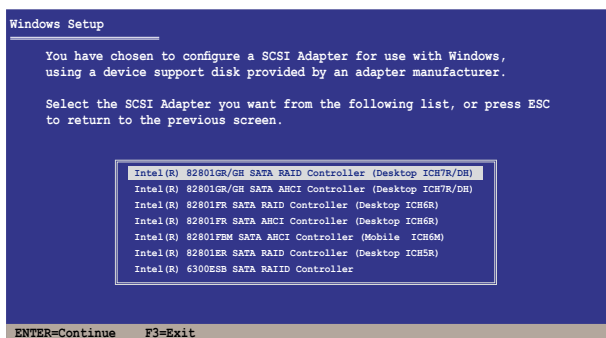 Windows Setup
You have chosen to configure a SCSI Adapter for use with Windows,
using a device support disk provided by an adapter manufacturer.
Select the SCSI Adapter you want from the following list, or press ESC
to return to the previous screen.
Intel(R) 82801GR/GH SATA RAID Controller (Desktop ICH7R/DH)
Intel(R) 82801GR/GH SATA AHCI Controller (Desktop ICH7R/DH)
Intel(R) 82801FR SATA RAID Controller (Desktop ICH6R)
Intel(R) 82801FR SATA AHCI Controller (Desktop ICH6R)
Intel(R) 82801FBM SATA AHCI Controller (Mobile ICH6M)
Intel(R) 82801ER SATA RAID Controller (Desktop ICH5R)
Intel(R) 6300ESB SATA RAIID Controller
ENTER=Continue F3=Exit